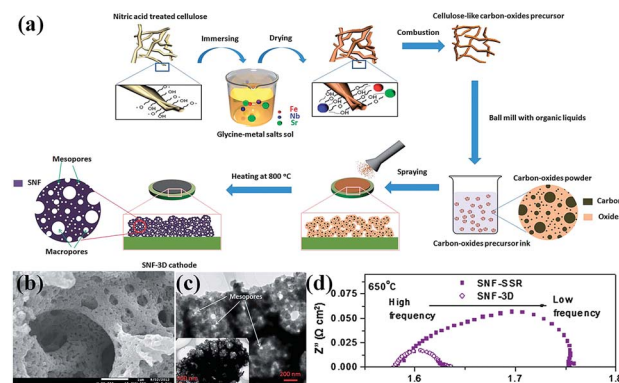 (a)
Nitric acid treated cellulose
Immersing
Drying
Combustion
Cellulose-like carbon-oxides precursor
Fe
Nb
Sr
Glycine-metal salts sol
Ball mill with organic liquids
SNF
Mesopores
Macropores
Heating at 800 °C
Spraying
Carbon-oxides powder
Carbon
Oxides
Carbon-oxides precursor ink
SNF-3D cathode
(b)
(c)
Mesopores
200 nm
(d)
650°C
SNF-SSR
SNF-3D
High
frequency
Low
frequency
Z" (Ω cm²)
0.075
0.050
0.025
0.000
1.6
1.7
1.8